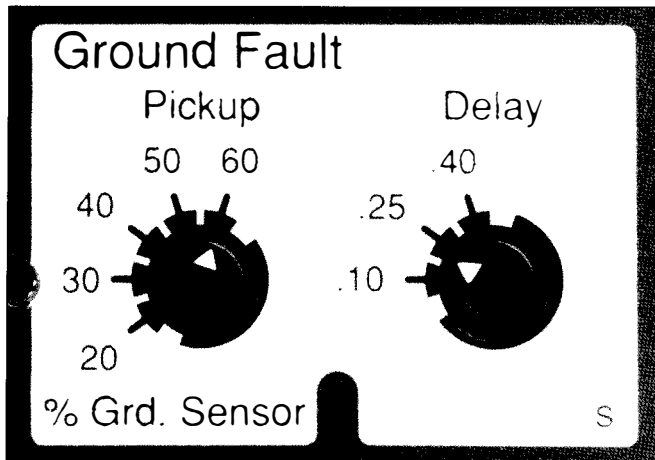 Ground Fault
Pickup
Delay
50 60
.40
40
.25
30
.10
20
% Grd. Sensor
S